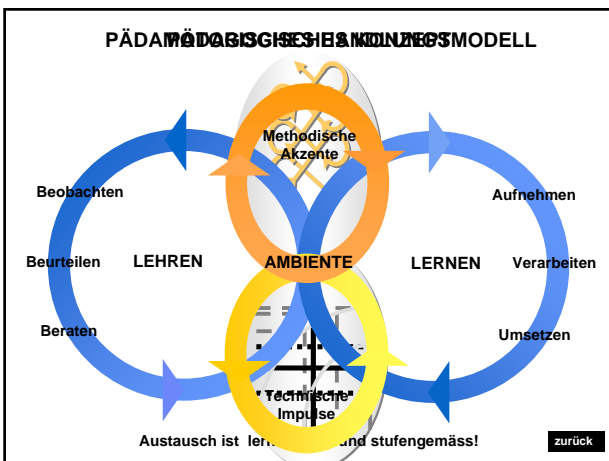 Methodische
Akzente
Beobachten
Aufnehmen
Beurteilen
LEHREN
AMBIENTE
LERNEN
Verarbeiten
Beraten
Umsetzen
Technische
Impulse
Austausch ist und stufengemäss!
zurück